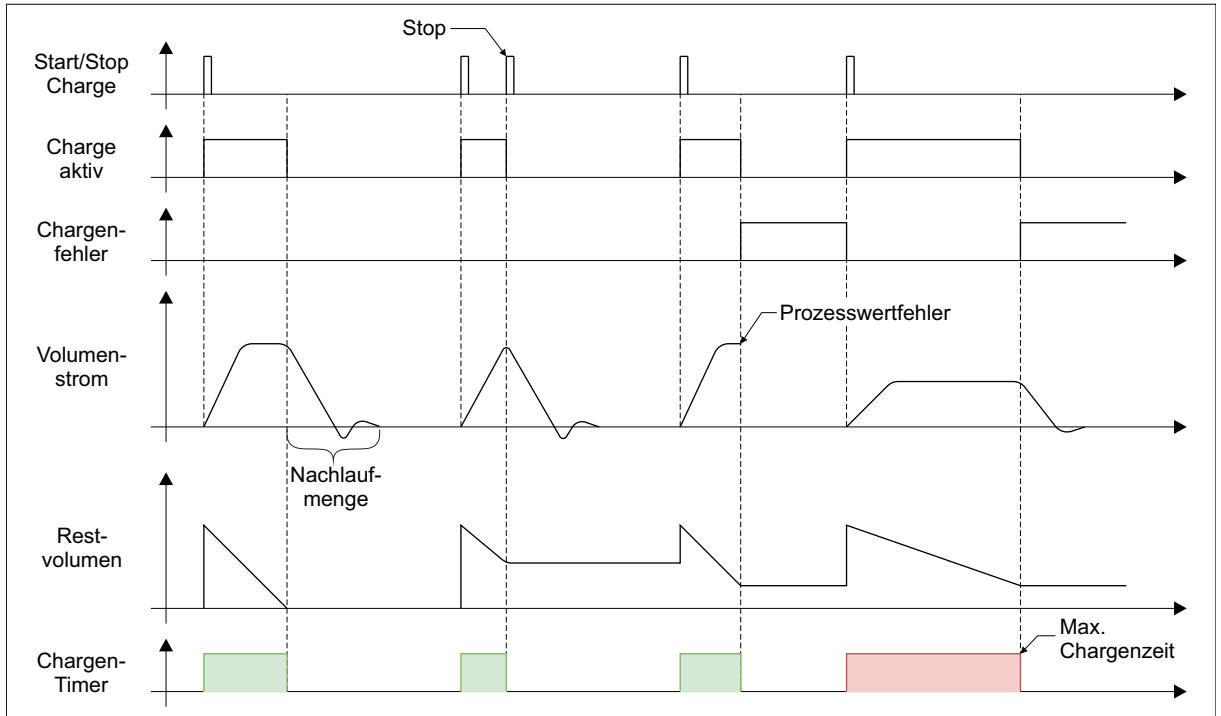 Stop
Start/Stop
Charge
Charge
aktiv
Chargen-
fehler
Prozesswertfehler
Volumen-
strom
Nachlauf-
menge
Rest-
volumen
Max.
Chargenzeit
Chargen-
Timer